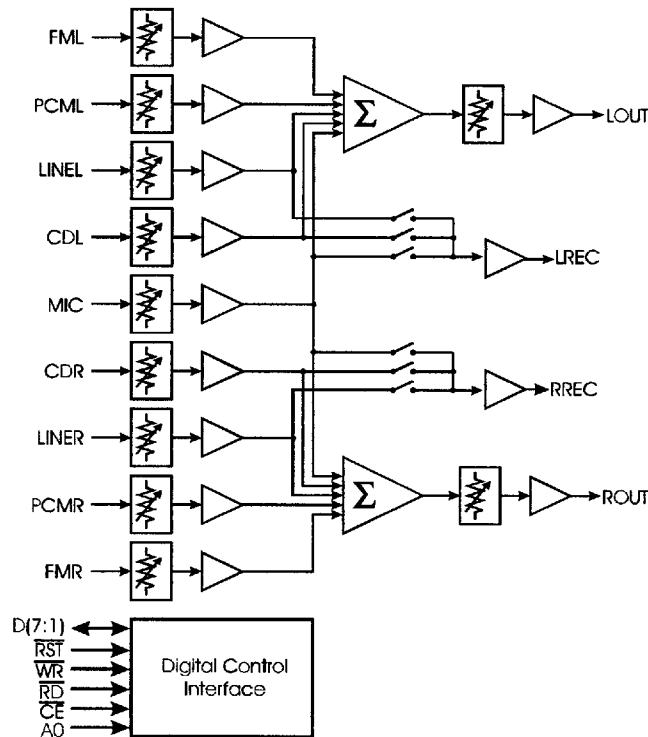 FML
PCML
Σ
LOUT
LINEL
CDL
LREC
MIC
CDR
RREC
LINER
PCMR
Σ
ROUT
FMR
D(7:1)
RST
WR
RD
CE
A0
Digital Control
Interface